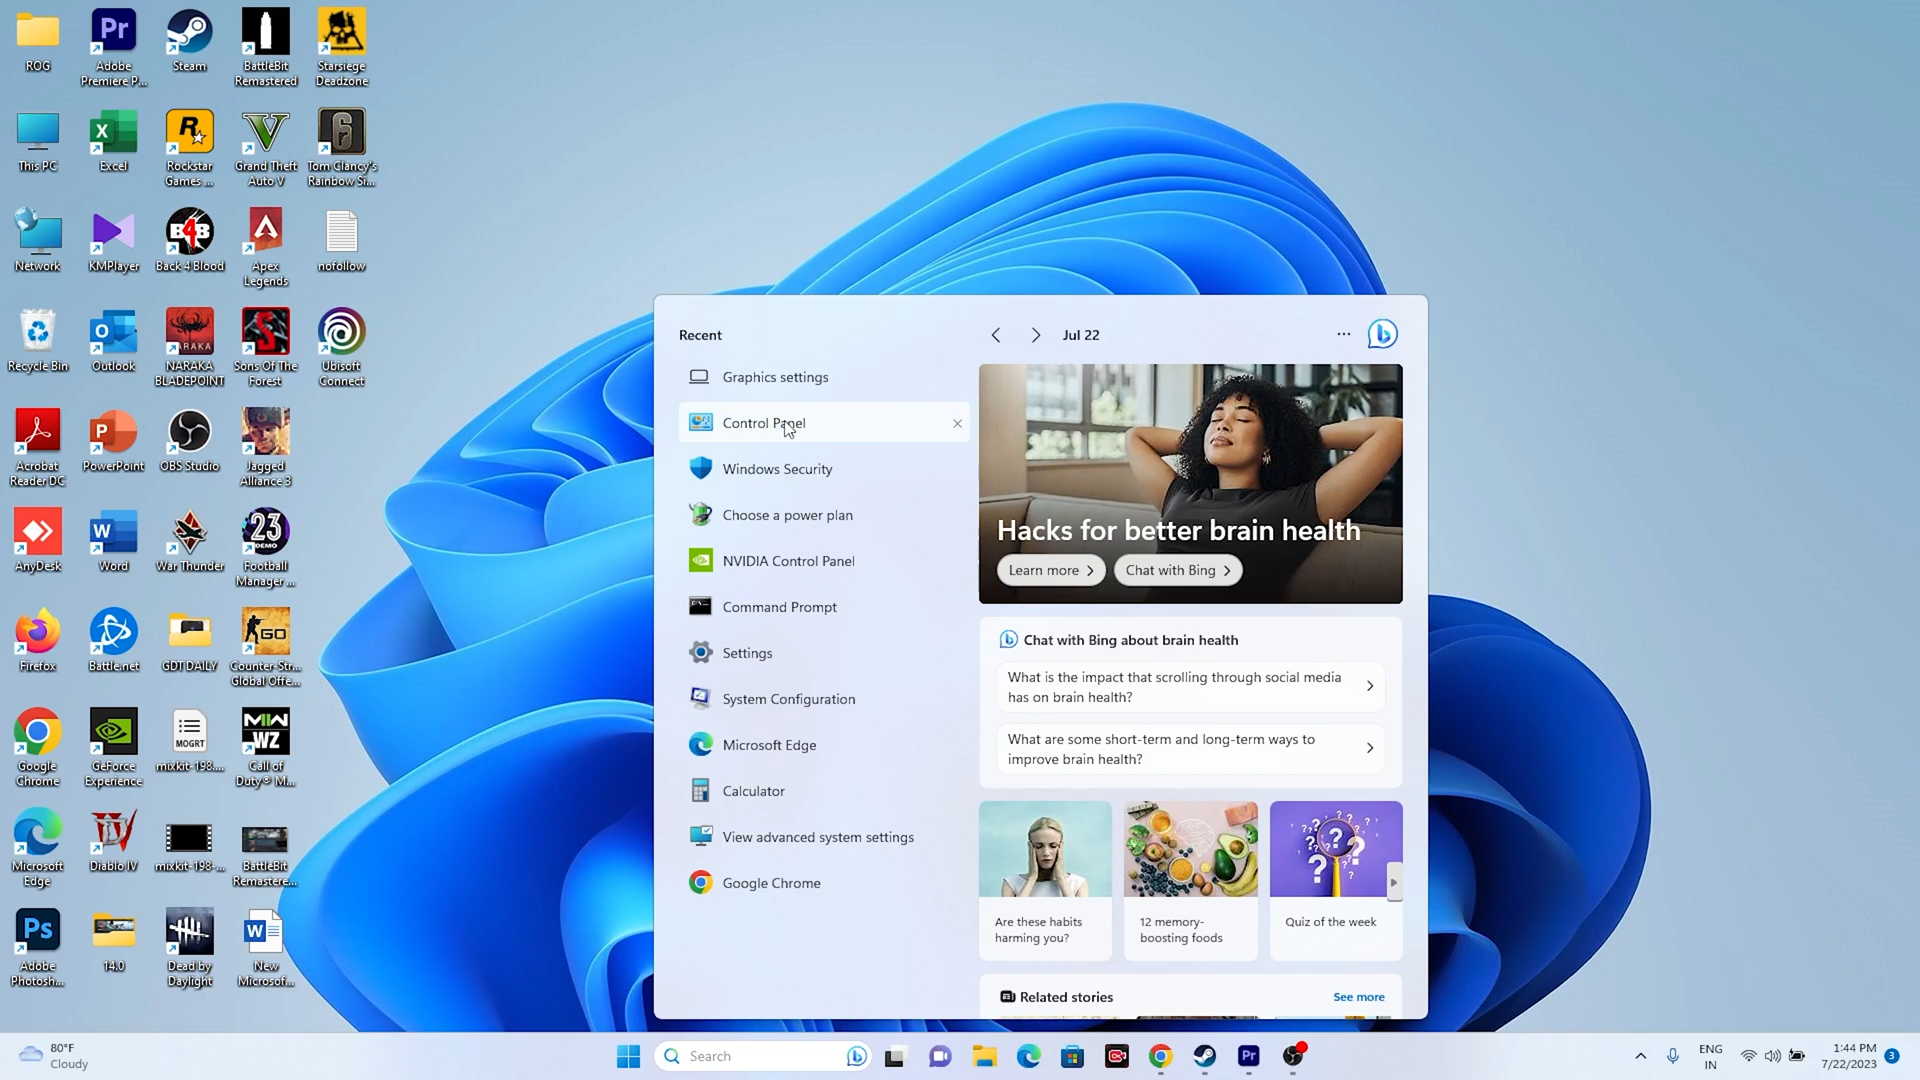 ROG
Adobe
Premiere P...
Steam
BattleBit
Remastered
Starsiege
Deadzone
This PC
Excel
Rockstar
Games ...
Grand Theft
Auto V
Tom Clancy's
Rainbow Si...
Network
KMPlayer
Back 4 Blood
Apex
Legends
nofollow
Recycle Bin
Outlook
NARAKA
BLADEPOINT
Sons Of The
Forest
Ubisoft
Connect
Acrobat
Reader DC
PowerPoint
OBS Studio
Jagged
Alliance 3
AnyDesk
Word
War Thunder
Football
Manager ...
Firefox
Battle.net
GDT DAILY
Counter-Str...
Global Offe...
Google
Chrome
GeForce
Experience
MOGRT
mixkit-198....
MW
WZ
Call of
Duty® M...
Microsoft
Edge
Diablo IV
mixkit-198-...
BattleBit
Remastere...
Adobe
Photosh...
14.0
Dead by
Daylight
New
Microsof...
Recent
Graphics settings
Control Panel
Windows Security
Choose a power plan
NVIDIA Control Panel
Command Prompt
Settings
System Configuration
Microsoft Edge
Calculator
View advanced system settings
Google Chrome
Jul 22
Hacks for better brain health
Learn more
Chat with Bing
Chat with Bing about brain health
What is the impact that scrolling through social media
has on brain health?
What are some short-term and long-term ways to
improve brain health?
Are these habits
harming you?
12 memory-
boosting foods
Quiz of the week
Related stories
See more
80°F
Cloudy
Search
ENG
IN
1:44 PM
7/22/2023
3